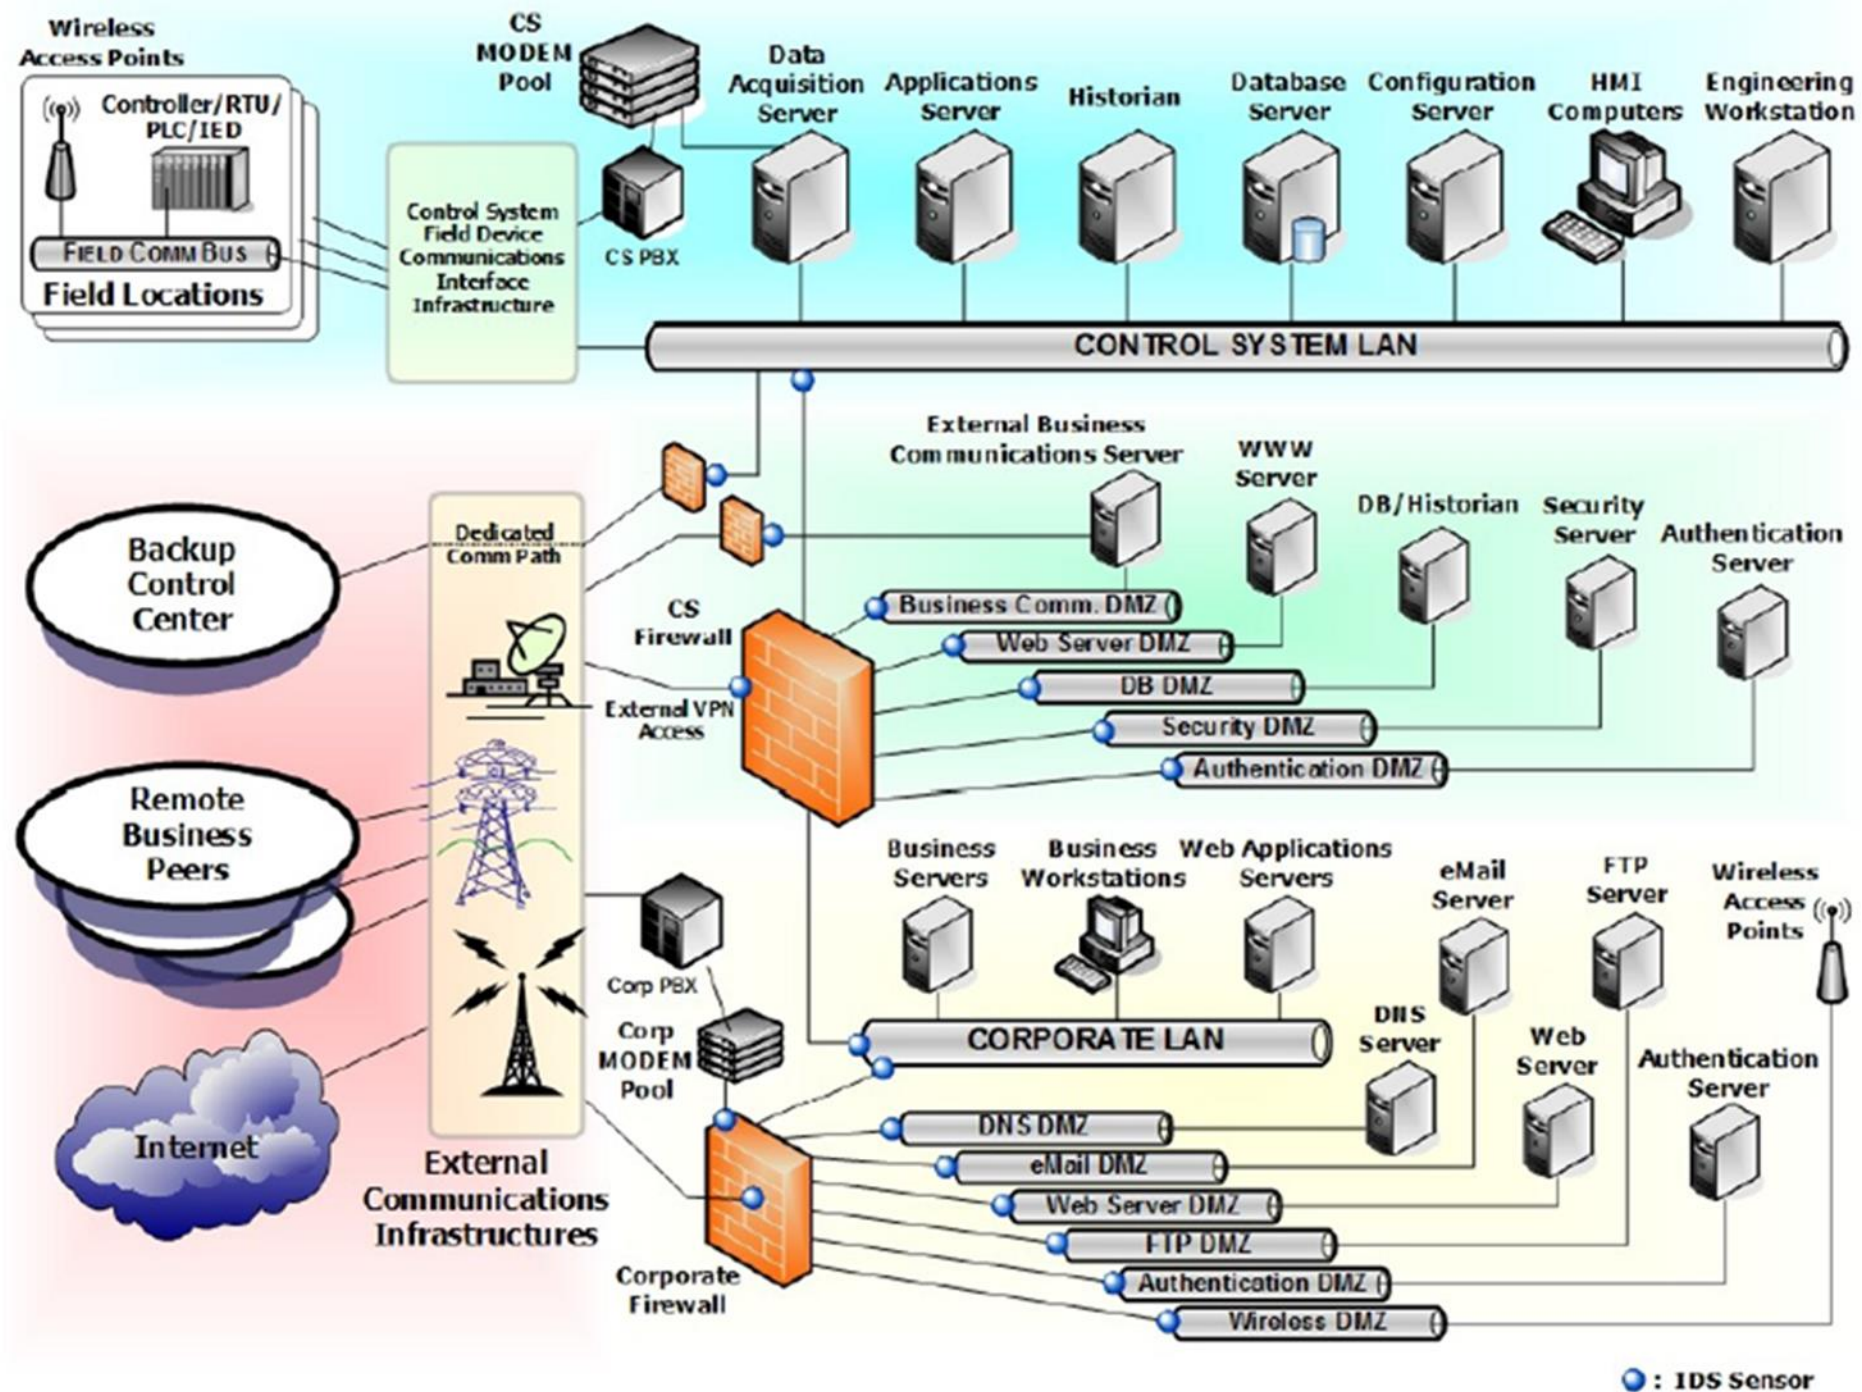 Wireless
Access Points
Controller/RTU/
PLC/IED
FIELD COMM BUS
Field Locations
Control System
Field Device
Communications
Interface
Infrastructure
CS
MODEM
Pool
CS PBX
Data
Acquisition
Server
Applications
Server
Historian
Database
Server
Configuration
Server
HMI
Computers
Engineering
Workstation
CONTROL SYSTEM LAN
External Business
Communications Server
WWW
Server
DB/Historian
Security
Server
Authentication
Server
Backup
Control
Center
Dedicated
Comm Path
CS
Firewall
Business Comm. DMZ
Web Server DMZ
DB DMZ
Security DMZ
Authentication DMZ
External VPN
Access
Remote
Business
Peers
Business
Servers
Business
Workstations
Web Applications
Servers
eMail
Server
FTP
Server
Wireless
Access
Points
Corp PBX
Corp
MODEM
Pool
CORPORATE LAN
DNS
Server
Web
Server
Authentication
Server
Internet
External
Communications
Infrastructures
DNS DMZ
eMail DMZ
Web Server DMZ
FTP DMZ
Authentication DMZ
Wireless DMZ
Corporate
Firewall
: IDS Sensor